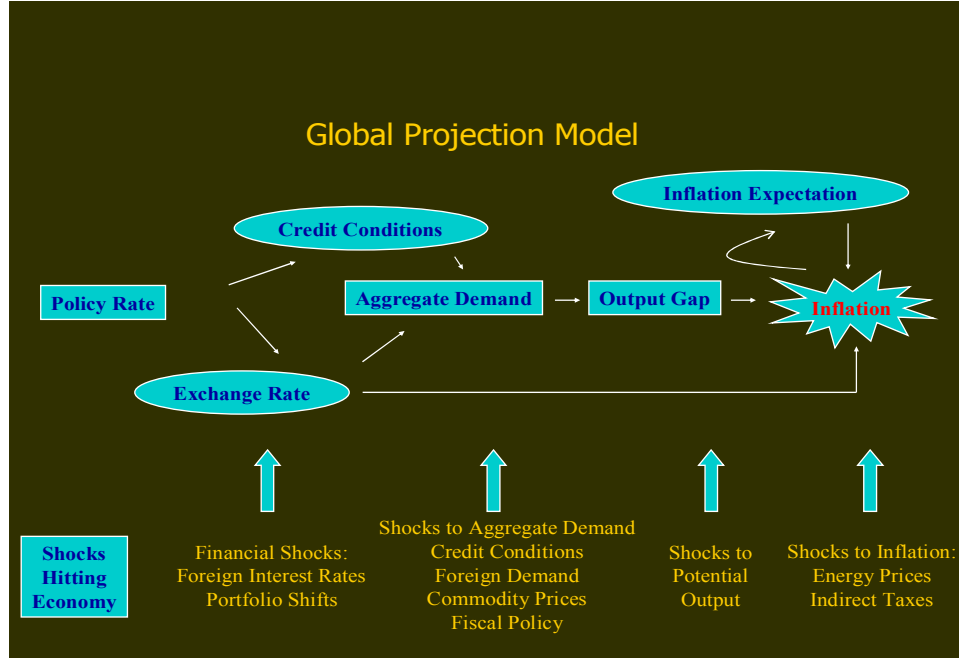 Global Projection Model
Inflation Expectation
Credit Conditions
Policy Rate
Aggregate Demand
Output Gap
Inflation
Exchange Rate
Shocks
Hitting
Economy
Financial Shocks:
Foreign Interest Rates
Portfolio Shifts
Shocks to Aggregate Demand
Credit Conditions
Foreign Demand
Commodity Prices
Fiscal Policy
Shocks to
Potential
Output
Shocks to Inflation:
Energy Prices
Indirect Taxes